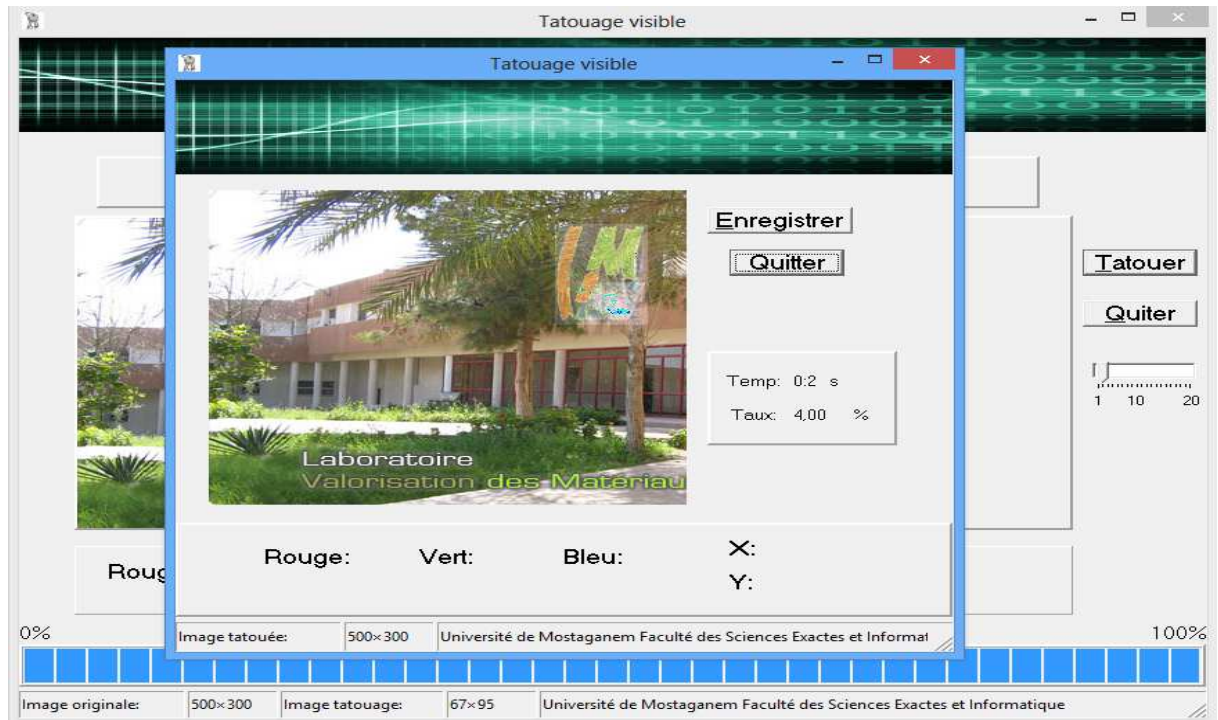 Tatouage visible
Tatouage visible
Enregistrer
Quitter
Tatouer
Quiter
1 10 20
Temp: 0:2 s
Taux: 4,00 %
Laboratoire
Valorisation des Matériau
Rouge: Vert: Bleu: X:
Y:
Roug
0% 100%
Image tatouée: 500×300 Université de Mostaganem Faculté des Sciences Exactes et Informat
Image originale: 500×300 Image tatouage: 67×95 Université de Mostaganem Faculté des Sciences Exactes et Informatique